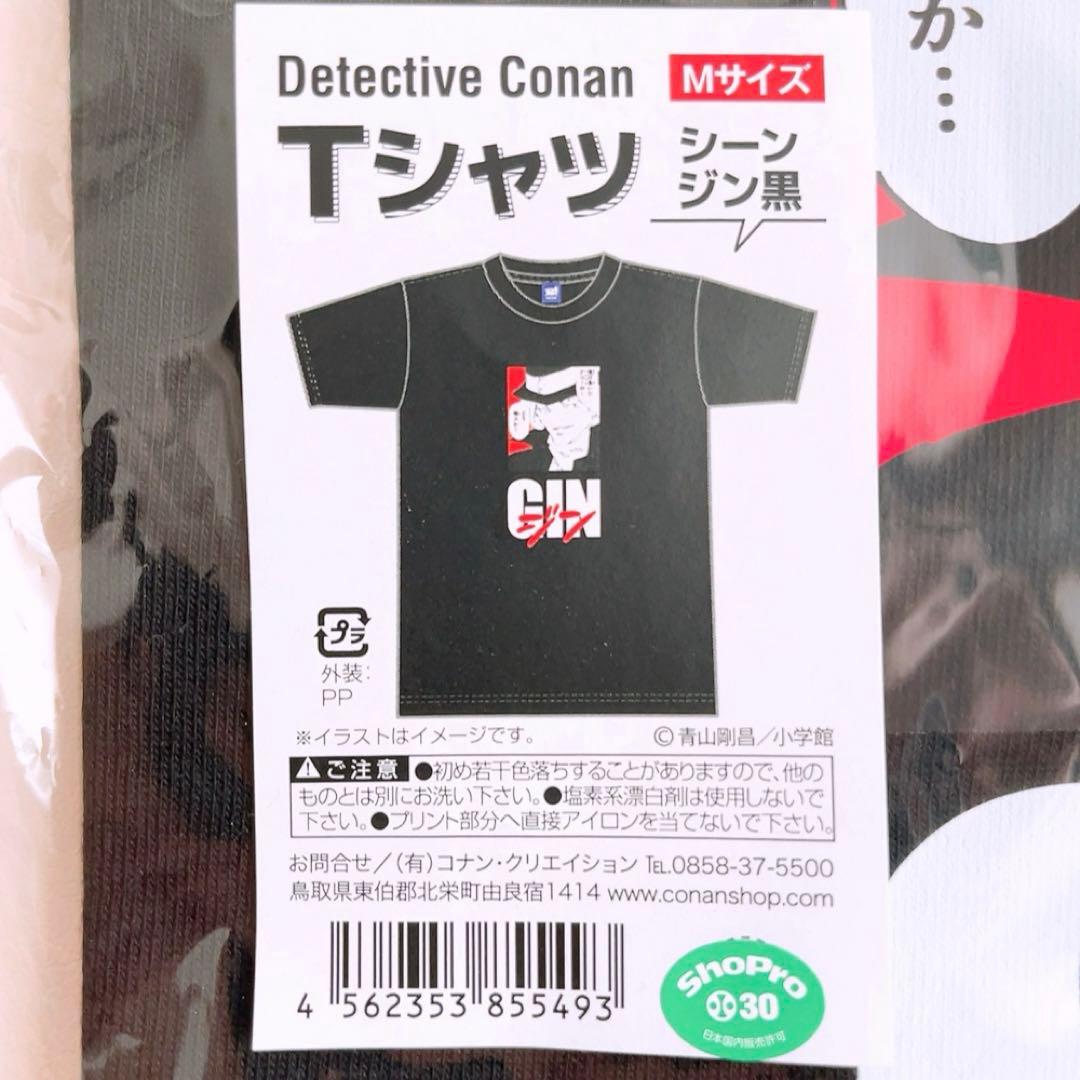 か…
Detective Conan Mサイズ
Tシャツ
シーン
ジン黒
GIN
ジン
プラ
外装:
PP
※イラストはイメージです。
©青山剛昌／小学館
ご注意 ●初め若干色落ちすることがありますので、他の
ものとは別にお洗い下さい。●塩素系漂白剤は使用しないで
下さい。●プリント部分へ直接アイロンを当てないで下さい。
お問合せ／(有)コナン・クリエイション TEL.0858-37-5500
鳥取県東伯郡北栄町由良宿1414 www.conanshop.com
4 562353 855493
ShoPro
30
日本国内販売許可